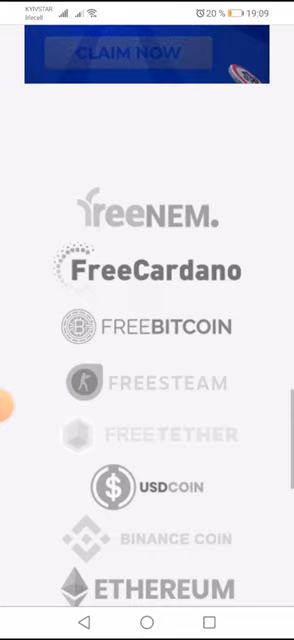 KYIVSTAR
lifecell
20 %
19:09
CLAIM NOW
freeNEM.
FreeCardano
FREEBITCOIN
FREESTEAM
FREETETHER
USDCOIN
BINANCE COIN
ETHEREUM